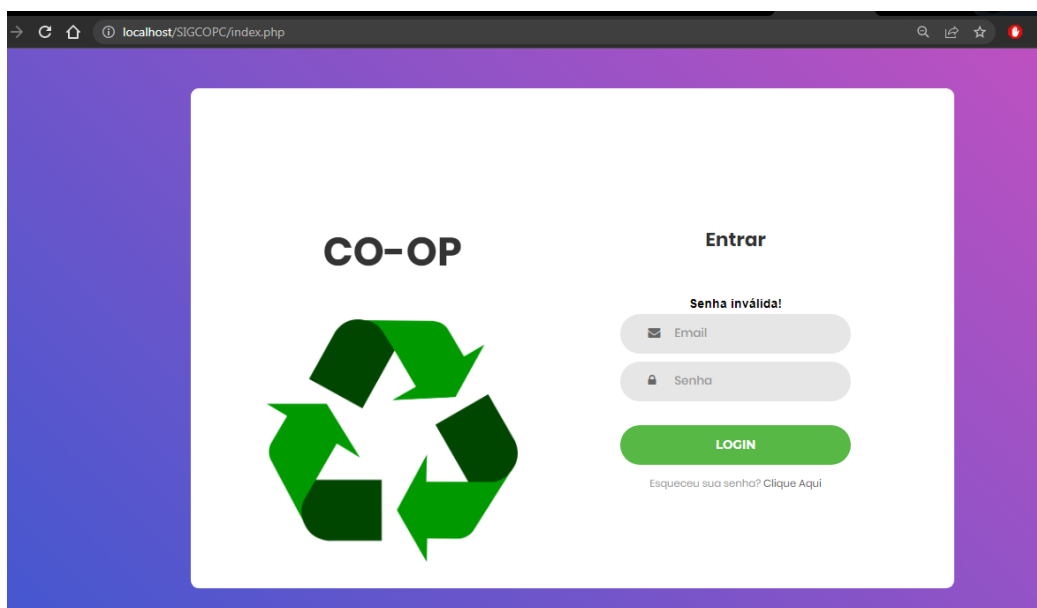 localhost/SIGCOPC/index.php
CO-OP
Entrar
Senha inválida!
Email
Senha
LOGIN
Esqueceu sua senha? Clique Aqui